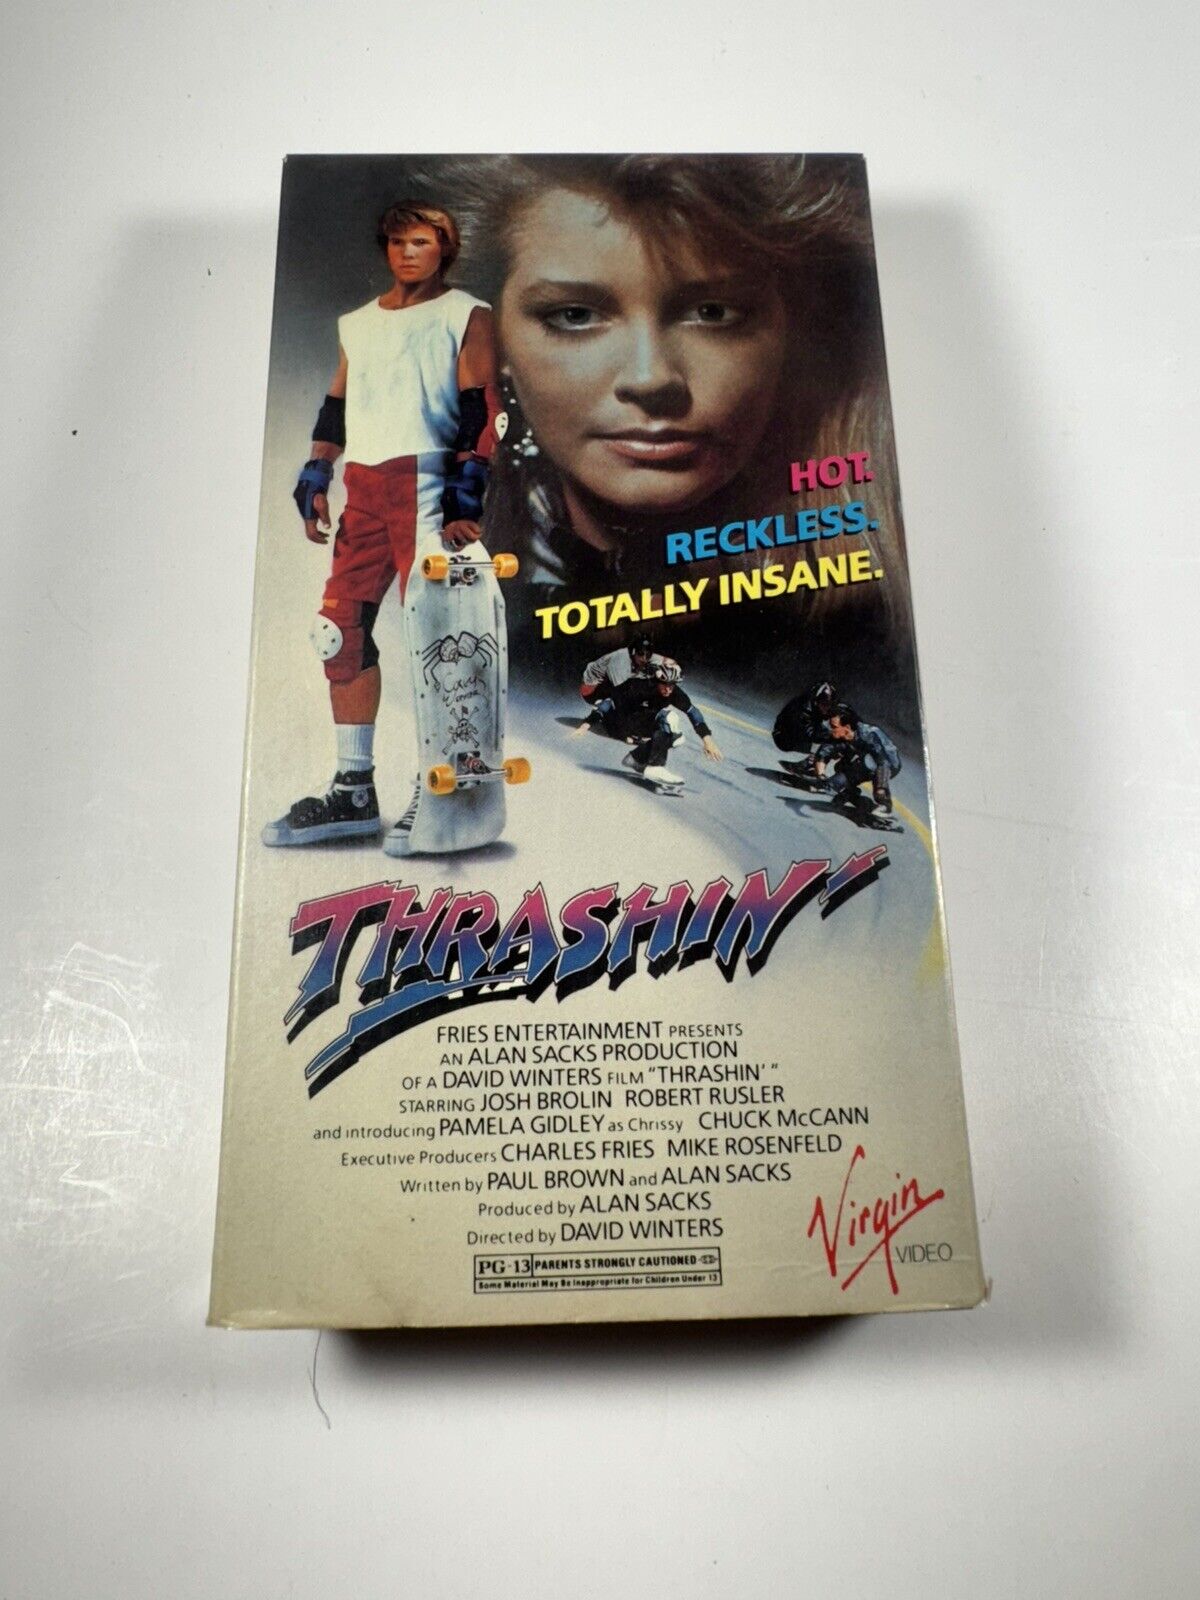 HOT.
RECKLESS.
TOTALLY INSANE.
THRASHIN'
FRIES ENTERTAINMENT PRESENTS
AN ALAN SACKS PRODUCTION
OF A DAVID WINTERS FILM "THRASHIN' "
STARRING JOSH BROLIN ROBERT RUSLER
and introducing PAMELA GIDLEY as Chrissy CHUCK McCANN
Executive Producers CHARLES FRIES MIKE ROSENFELD
Written by PAUL BROWN and ALAN SACKS
Produced by ALAN SACKS
Directed by DAVID WINTERS
PG-13 PARENTS STRONGLY CAUTIONED
Some Material May Be Inappropriate for Children Under 13
Virgin
VIDEO